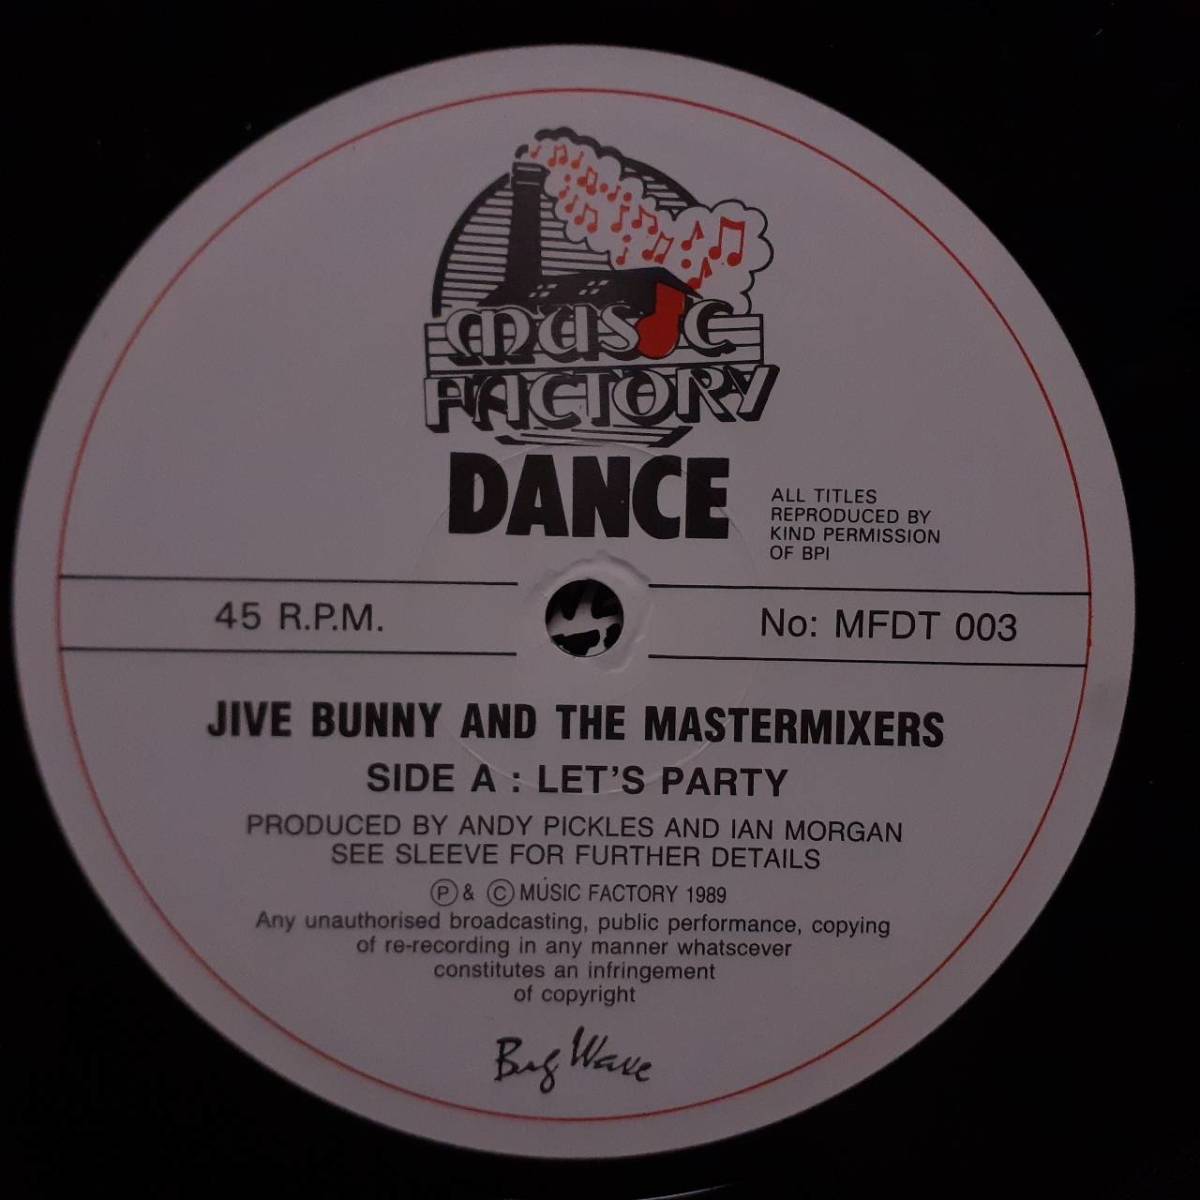 MUSIC
FACTORY
DANCE
ALL TITLES
REPRODUCED BY
KIND PERMISSION
OF BPI
45 R.P.M.
No: MFDT 003
JIVE BUNNY AND THE MASTERMIXERS
SIDE A : LET'S PARTY
PRODUCED BY ANDY PICKLES AND IAN MORGAN
SEE SLEEVE FOR FURTHER DETAILS
Ⓟ & © MUSIC FACTORY 1989
Any unauthorised broadcasting, public performance, copying
of re-recording in any manner whatscever
constitutes an infringement
of copyright
Big Wave